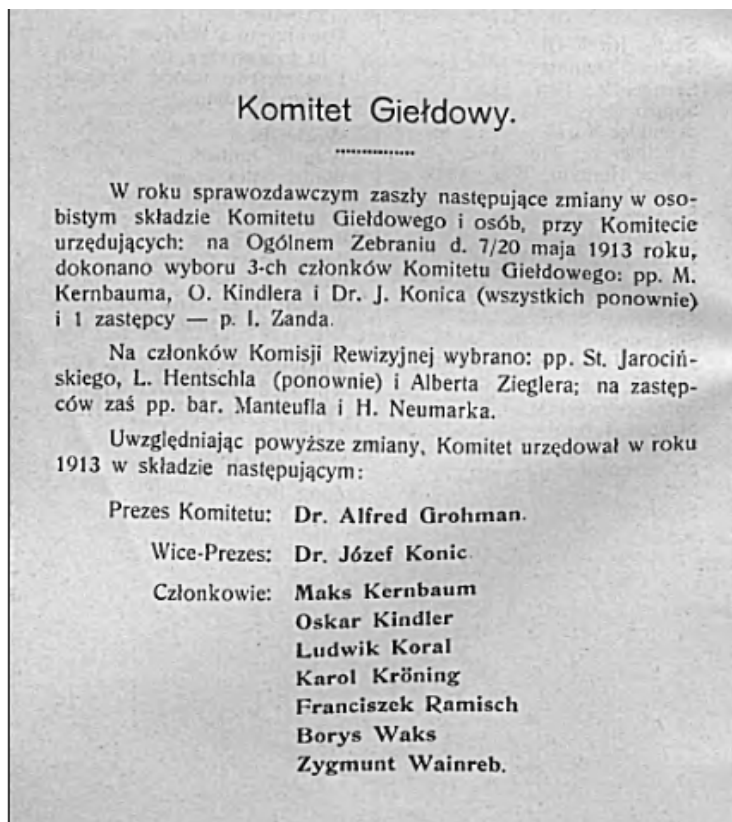 Komitet Giełdowy.
W roku sprawozdawczym zaszły następujące zmiany w oso-
bistym składzie Komitetu Giełdowego i osób, przy Komitecie
urzędujących: na Ogólnem Zebraniu d. 7/20 maja 1913 roku,
dokonano wyboru 3-ch członków Komitetu Giełdowego: pp. M.
Kernbauma, O. Kindlera i Dr. J. Konica (wszystkich ponownie)
i 1 zastępcy — p. I. Zanda.
Na członków Komisji Rewizyjnej wybrano: pp. St. Jarociń-
skiego, L. Hentschla (ponownie) i Alberta Zieglera; na zastęp-
ców zaś pp. bar. Manteufla i H. Neumarka.
Uwzględniając powyższe zmiany, Komitet urzędował w roku
1913 w składzie następującym:
Prezes Komitetu: Dr. Alfred Grohman.
Wice-Prezes: Dr. Józef Konic.
Członkowie: Maks Kernbaum
Oskar Kindler
Ludwik Koral
Karol Kröning
Franciszek Ramisch
Borys Waks
Zygmunt Wainreb.